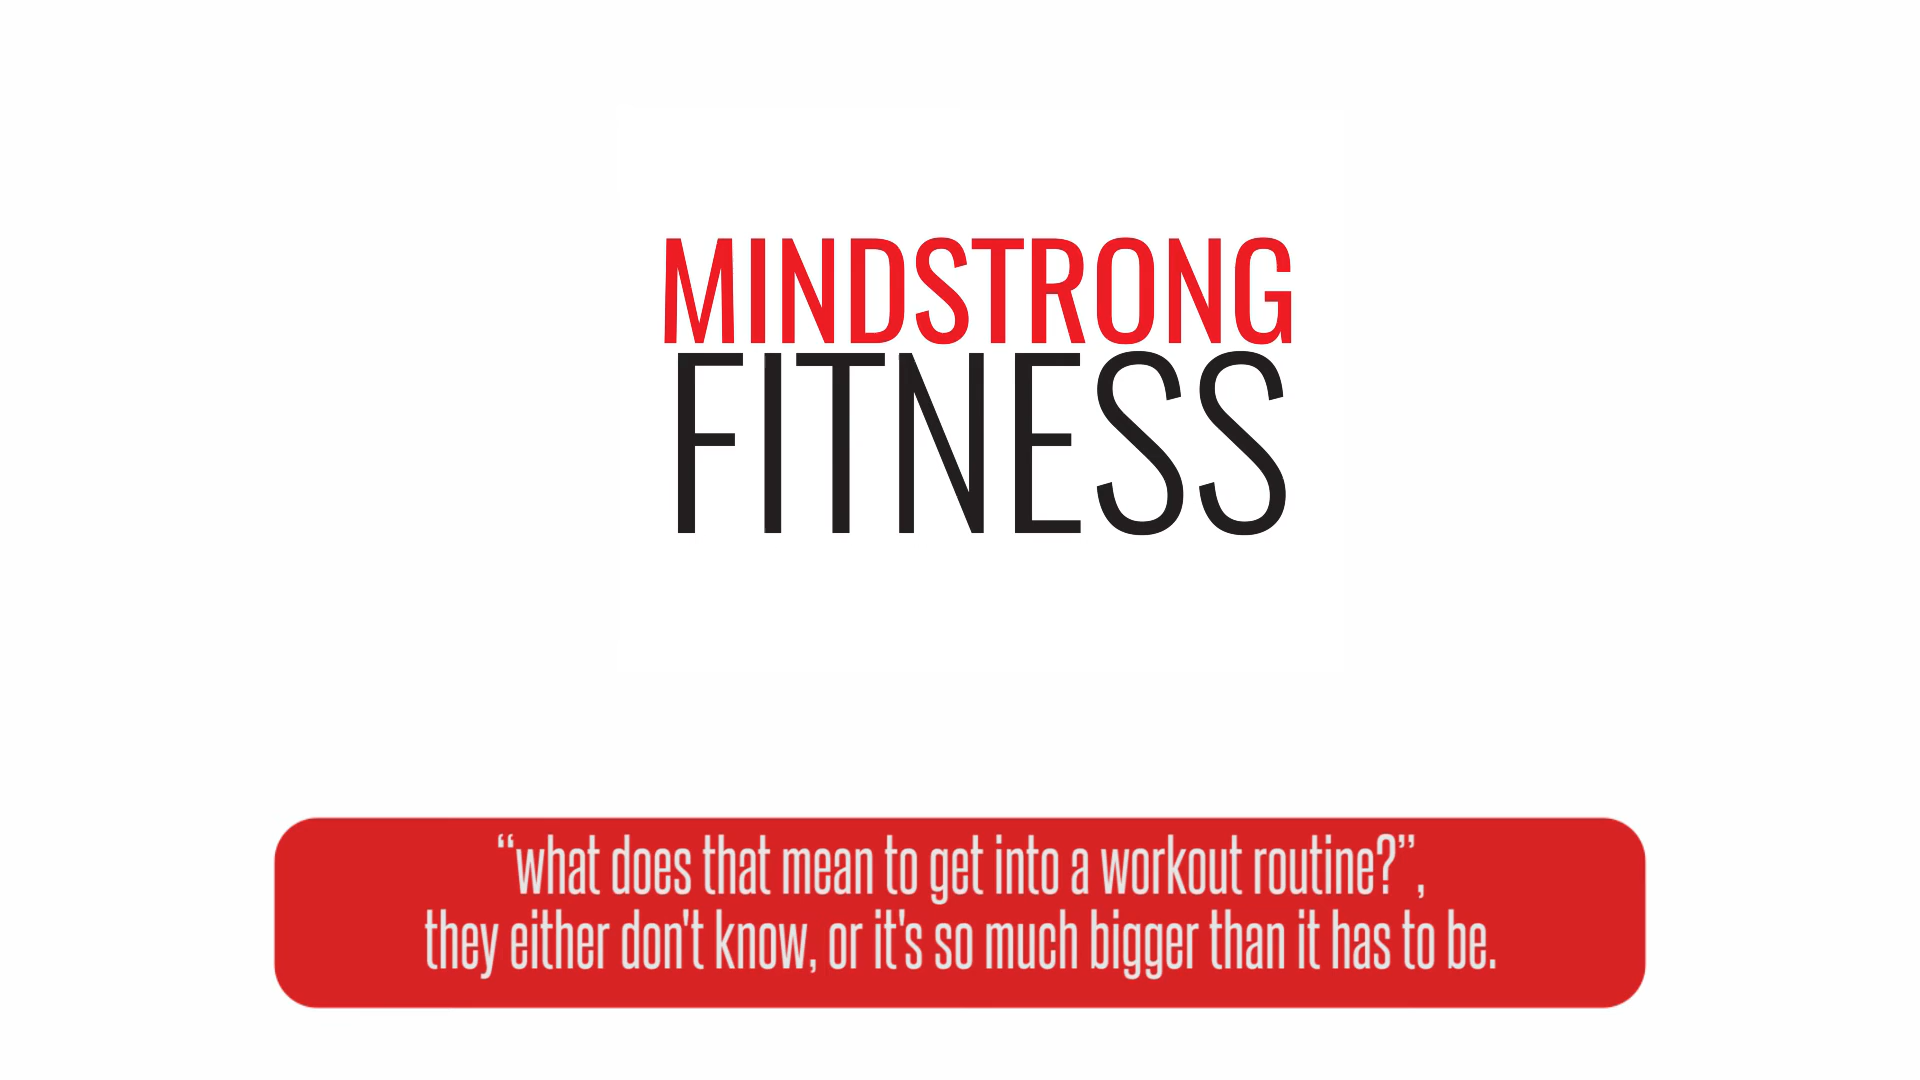 MINDSTRONG
FITNESS
“what does that mean to get into a workout routine?”,
they either don't know, or it's so much bigger than it has to be.